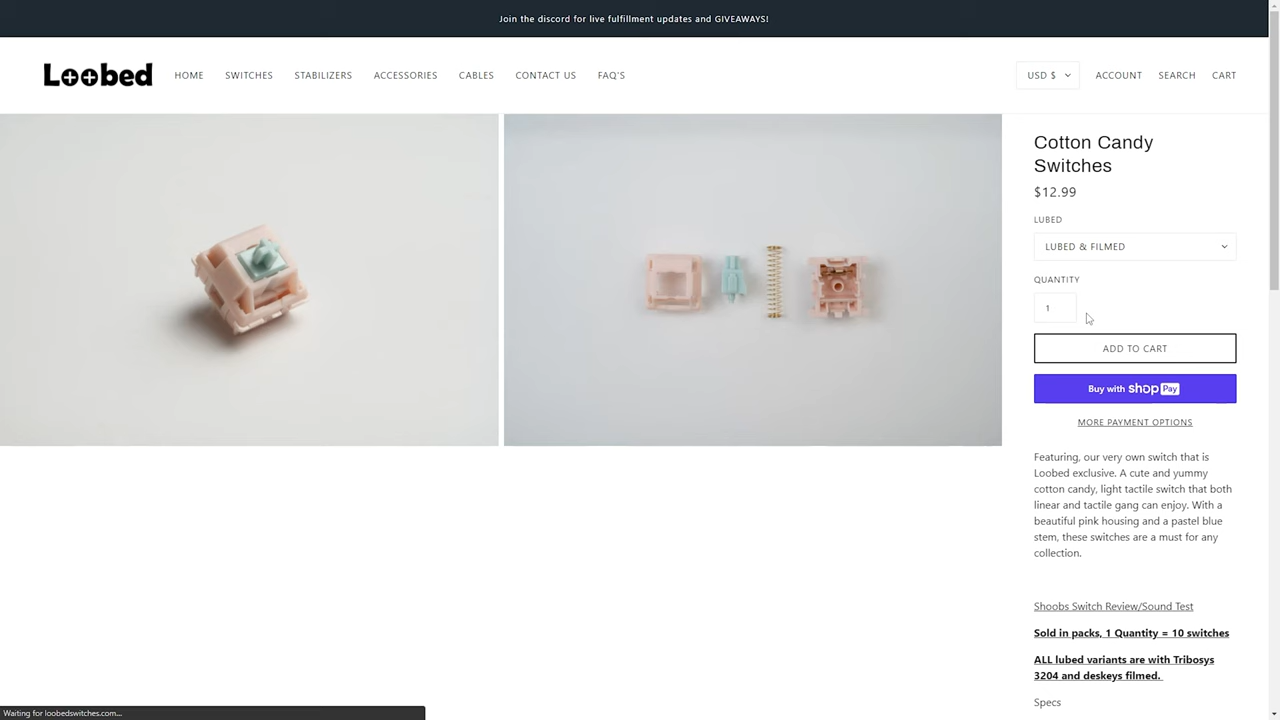 Join the discord for live fulfillment updates and GIVEAWAYS!
Loobed
HOME
SWITCHES
STABILIZERS
ACCESSORIES
CABLES
CONTACT US
FAQ'S
USD $
ACCOUNT
SEARCH
CART
Cotton Candy
Switches
$12.99
LUBED
LUBED & FILMED
QUANTITY
1
ADD TO CART
Buy with shop Pay
MORE PAYMENT OPTIONS
Featuring, our very own switch that is
Loobed exclusive. A cute and yummy
cotton candy, light tactile switch that both
linear and tactile gang can enjoy. With a
beautiful pink housing and a pastel blue
stem, these switches are a must for any
collection.
Shoobs Switch Review/Sound Test
Sold in packs, 1 Quantity = 10 switches
ALL lubed variants are with Tribosys
3204 and deskeys filmed.
Specs
Waiting for loobedswitches.com...